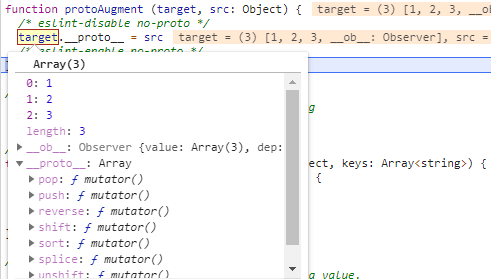 function protoAugment (target, src: Object) { target = (3) [1, 2, 3, __ob
/* eslint-disable no-proto */
target.__proto__ = src target = (3) [1, 2, 3, __ob__: Observer], src =
/* eslint-enable no-proto */
Array(3)
0: 1
1: 2
2: 3
length: 3
__ob__: Observer {value: Array(3), dep:
__proto__: Array
ect, keys: Array<string>) {
{
pop: ƒ mutator()
push: ƒ mutator()
reverse: ƒ mutator()
shift: ƒ mutator()
sort: ƒ mutator()
splice: ƒ mutator()
unshift: ƒ mutator()
g value.